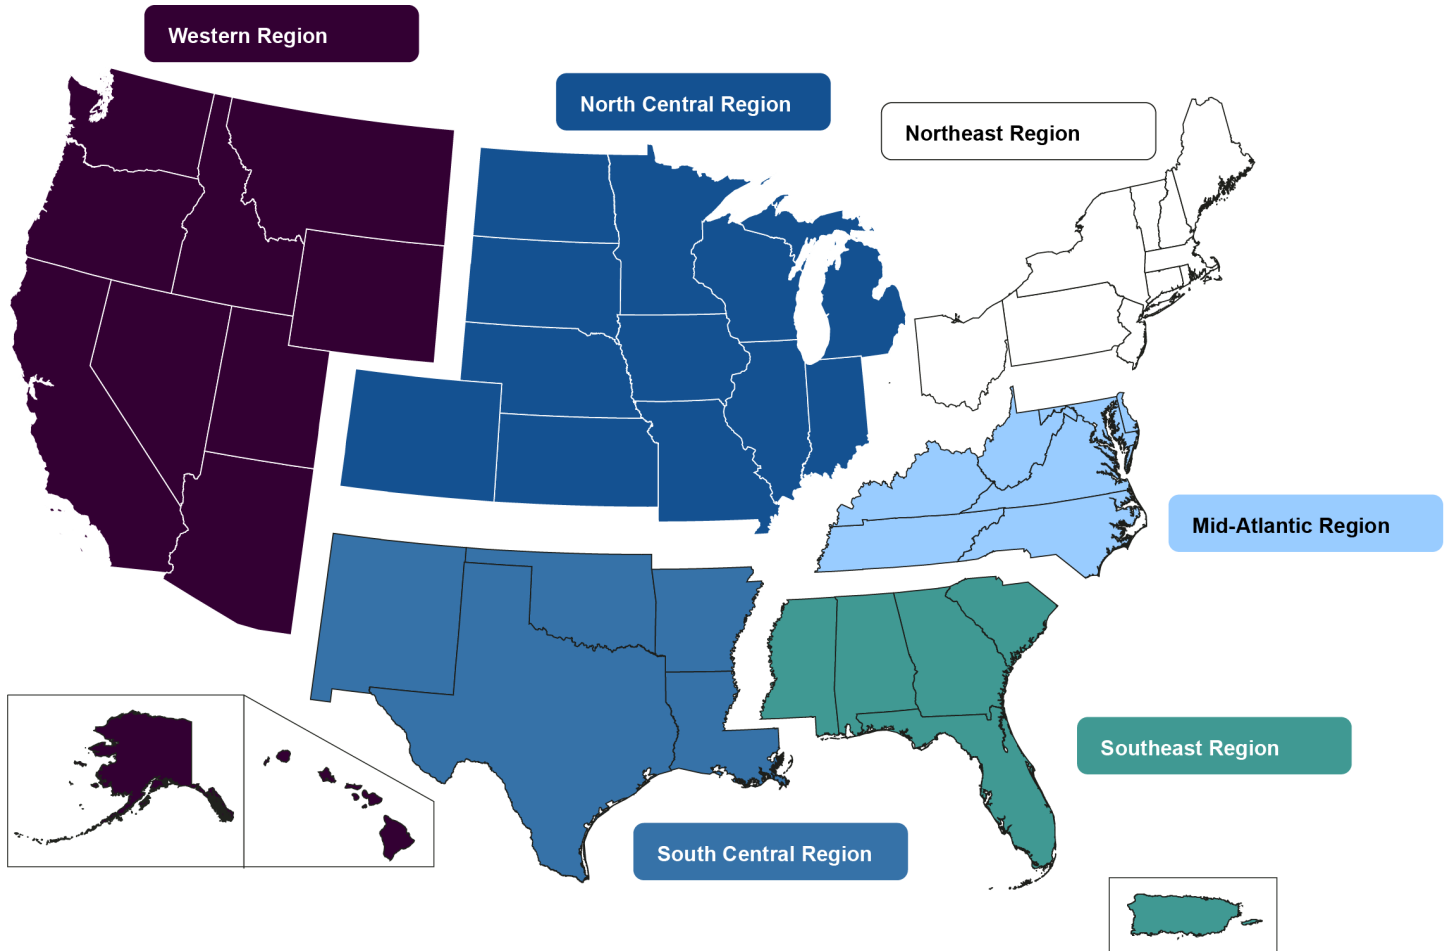 Western Region
North Central Region
Northeast Region
Mid-Atlantic Region
Southeast Region
South Central Region